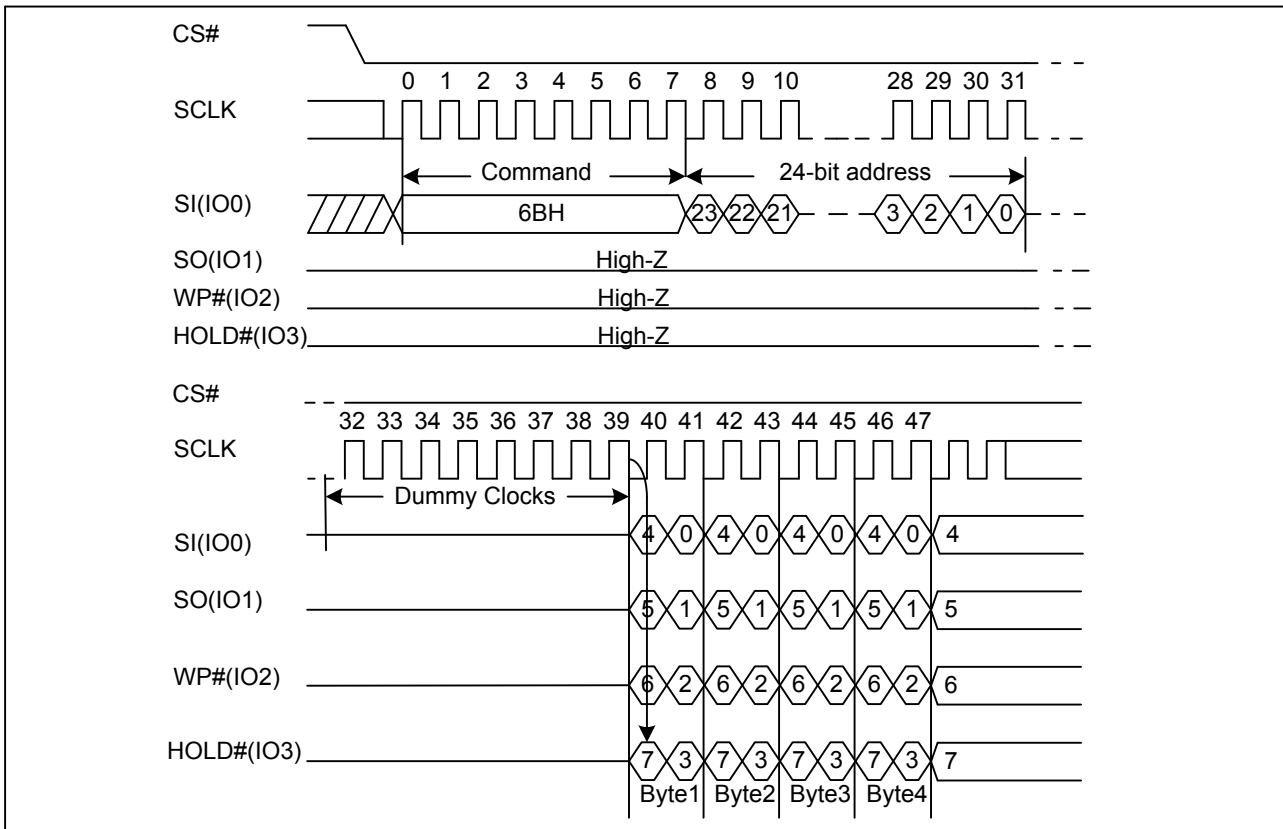 CS#
0 1 2 3 4 5 6 7 8 9 10 28 29 30 31
SCLK
Command 24-bit address
SI(IO0) 6BH 23 22 21 3 2 1 0
SO(IO1) High-Z
WP#(IO2) High-Z
HOLD#(IO3) High-Z
CS#
32 33 34 35 36 37 38 39 40 41 42 43 44 45 46 47
SCLK
Dummy Clocks
SI(IO0) 4 0 4 0 4 0 4 0 4
SO(IO1) 5 1 5 1 5 1 5 1 5
WP#(IO2) 6 2 6 2 6 2 6 2 6
HOLD#(IO3) 7 3 7 3 7 3 7 3 7
Byte1 Byte2 Byte3 Byte4